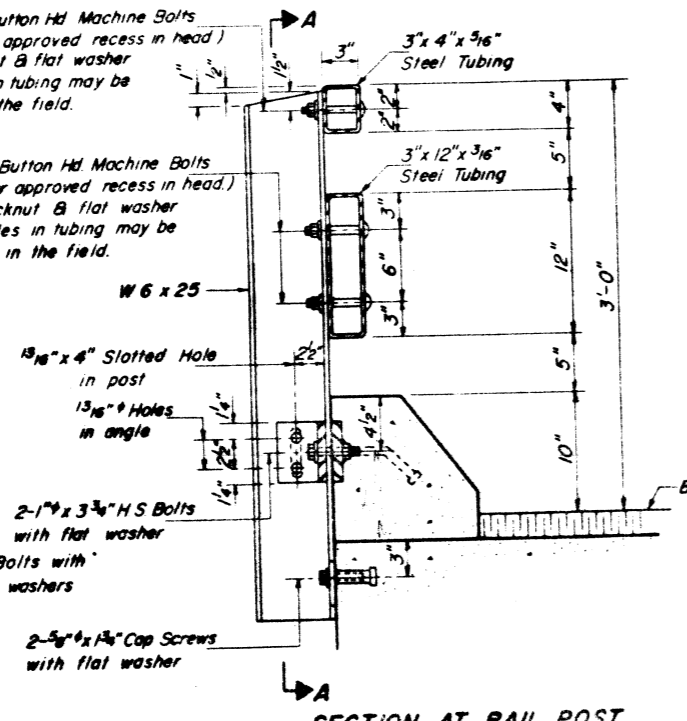 utton Hd Machine Bolts
approved recess in head)
t & flat washer
n tubing may be
the field.
Button Hd. Machine Bolts
r approved recess in head.)
cknut & flat washer
les in tubing may be
in the field.
W 6 x 25
13/16" x 4" Slotted Hole
in post
13/16" φ Holes
in angle
2-1"φ x 3 3/4" H S Bolts
with flat washer
Bolts with
washers
2-5/8"φ x 1 3/4" Cap Screws
with flat washer
A
3"
3" x 4" x 5/16"
Steel Tubing
1"
1/2"
1 1/2"
2"
2"
4"
5"
3" x 12" x 3/16"
Steel Tubing
3"
6"
3"
12"
3'-0"
5"
2 1/2"
1 1/4"
2 1/2"
1 1/4"
4 1/2"
10"
3"
A
SECTION AT RAIL POST